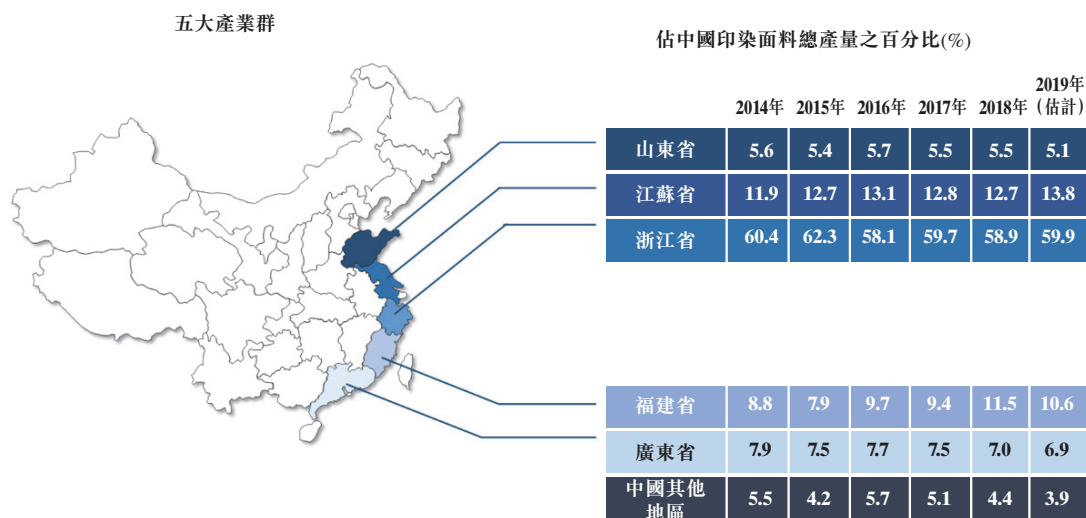 五大產業群
佔中國印染面料總產量之百分比(%)
2014年 2015年 2016年 2017年 2018年 2019年
(估計)
山東省 5.6 5.4 5.7 5.5 5.5 5.1
江蘇省 11.9 12.7 13.1 12.8 12.7 13.8
浙江省 60.4 62.3 58.1 59.7 58.9 59.9
福建省 8.8 7.9 9.7 9.4 11.5 10.6
廣東省 7.9 7.5 7.7 7.5 7.0 6.9
中國其他
地區 5.5 4.2 5.7 5.1 4.4 3.9